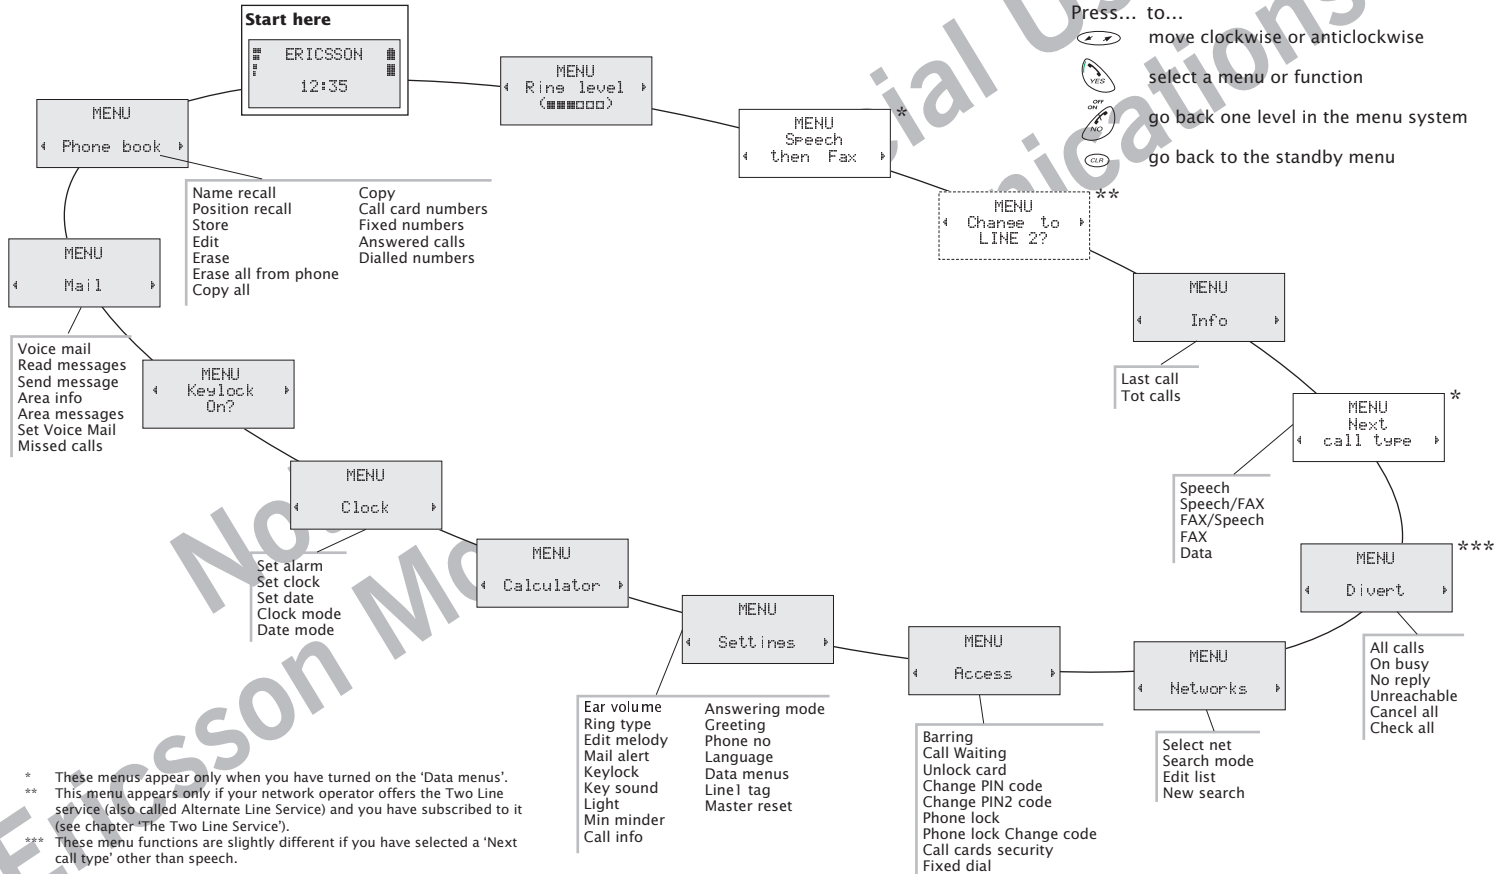 Start here
ERICSSON
12:35
Press... to...
move clockwise or anticlockwise
YES
select a menu or function
OFF
ON
NO
go back one level in the menu system
CLR
go back to the standby menu
MENU
Ring level
MENU
Speech
then Fax
*
MENU
Change to
LINE 2?
**
MENU
Info
Last call
Tot calls
MENU
Next
call type
*
Speech
Speech/FAX
FAX/Speech
FAX
Data
MENU
Divert
***
All calls
On busy
No reply
Unreachable
Cancel all
Check all
MENU
Networks
Select net
Search mode
Edit list
New search
MENU
Access
Barring
Call Waiting
Unlock card
Change PIN code
Change PIN2 code
Phone lock
Phone lock Change code
Call cards security
Fixed dial
MENU
Settings
Ear volume
Ring type
Edit melody
Mail alert
Keylock
Key sound
Light
Min minder
Call info
Answering mode
Greeting
Phone no
Language
Data menus
Line1 tag
Master reset
MENU
Calculator
MENU
Clock
Set alarm
Set clock
Set date
Clock mode
Date mode
MENU
Keylock
On?
MENU
Mail
Voice mail
Read messages
Send message
Area info
Area messages
Set Voice Mail
Missed calls
MENU
Phone book
Name recall
Position recall
Store
Edit
Erase
Erase all from phone
Copy all
Copy
Call card numbers
Fixed numbers
Answered calls
Dialled numbers
* These menus appear only when you have turned on the ‘Data menus’.
** This menu appears only if your network operator offers the Two Line
service (also called Alternate Line Service) and you have subscribed to it
(see chapter ‘The Two Line Service’).
*** These menu functions are slightly different if you have selected a ‘Next
call type’ other than speech.
Ericsson